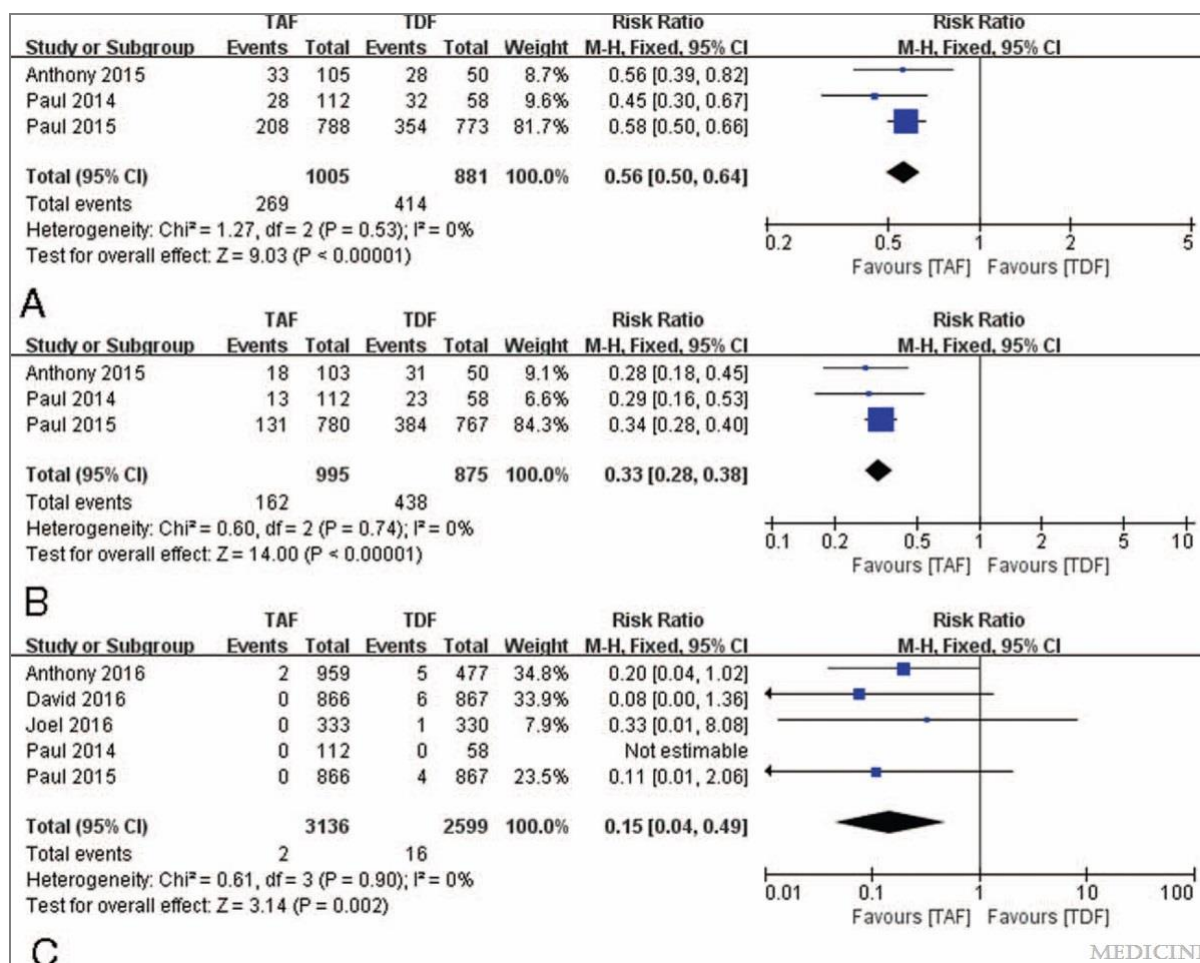 TAF TDF Risk Ratio Risk Ratio
Study or Subgroup Events Total Events Total Weight M-H, Fixed, 95% CI M-H, Fixed, 95% CI
Anthony 2015 33 105 28 50 8.7% 0.56 [0.39, 0.82]
Paul 2014 28 112 32 58 9.6% 0.45 [0.30, 0.67]
Paul 2015 208 788 354 773 81.7% 0.58 [0.50, 0.66]
Total (95% CI) 1005 881 100.0% 0.56 [0.50, 0.64]
Total events 269 414
Heterogeneity: Chi² = 1.27, df = 2 (P = 0.53); I² = 0%
Test for overall effect: Z = 9.03 (P < 0.00001)
0.2 0.5 1 2 5
Favours [TAF] Favours [TDF]
A
TAF TDF Risk Ratio Risk Ratio
Study or Subgroup Events Total Events Total Weight M-H, Fixed, 95% CI M-H, Fixed, 95% CI
Anthony 2015 18 103 31 50 9.1% 0.28 [0.18, 0.45]
Paul 2014 13 112 23 58 6.6% 0.29 [0.16, 0.53]
Paul 2015 131 780 384 767 84.3% 0.34 [0.28, 0.40]
Total (95% CI) 995 875 100.0% 0.33 [0.28, 0.38]
Total events 162 438
Heterogeneity: Chi² = 0.60, df = 2 (P = 0.74); I² = 0%
Test for overall effect: Z = 14.00 (P < 0.00001)
0.1 0.2 0.5 1 2 5 10
Favours [TAF] Favours [TDF]
B
TAF TDF Risk Ratio Risk Ratio
Study or Subgroup Events Total Events Total Weight M-H, Fixed, 95% CI M-H, Fixed, 95% CI
Anthony 2016 2 959 5 477 34.8% 0.20 [0.04, 1.02]
David 2016 0 866 6 867 33.9% 0.08 [0.00, 1.36]
Joel 2016 0 333 1 330 7.9% 0.33 [0.01, 8.08]
Paul 2014 0 112 0 58 Not estimable
Paul 2015 0 866 4 867 23.5% 0.11 [0.01, 2.06]
Total (95% CI) 3136 2599 100.0% 0.15 [0.04, 0.49]
Total events 2 16
Heterogeneity: Chi² = 0.61, df = 3 (P = 0.90); I² = 0%
Test for overall effect: Z = 3.14 (P = 0.002)
0.01 0.1 1 10 100
Favours [TAF] Favours [TDF]
C
MEDICINE